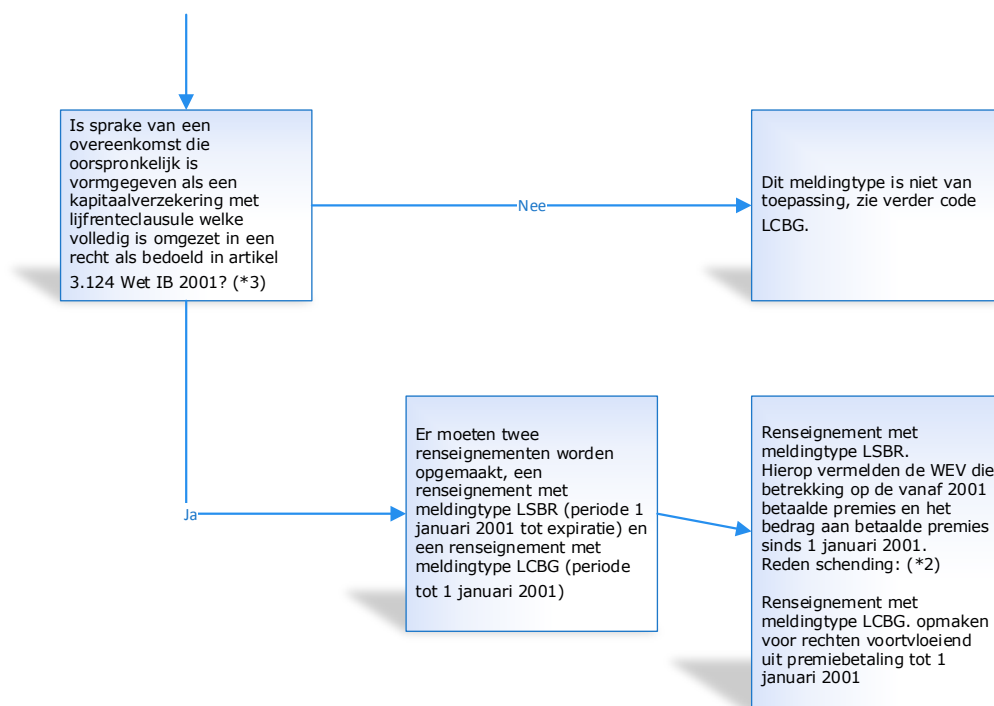 Is sprake van een
overeenkomst die
oorspronkelijk is
vormgegeven als een
kapitaalverzekering met
lijfrenteclausule welke
volledig is omgezet in een
recht als bedoeld in artikel
3.124 Wet IB 2001? (*3)
Nee
Dit meldingtype is niet van
toepassing, zie verder code
LCBG.
Ja
Er moeten twee
renseignementen worden
opgemaakt, een
renseignement met
meldingtype LSBR (periode 1
januari 2001 tot expiratie) en
een renseignement met
meldingtype LCBG (periode
tot 1 januari 2001)
Renseignement met
meldingtype LSBR.
Hierop vermelden de WEV die
betrekking op de vanaf 2001
betaalde premies en het
bedrag aan betaalde premies
sinds 1 januari 2001.
Reden schending: (*2)
Renseignement met
meldingtype LCBG. opmaken
voor rechten voortvloeiend
uit premiebetaling tot 1
januari 2001